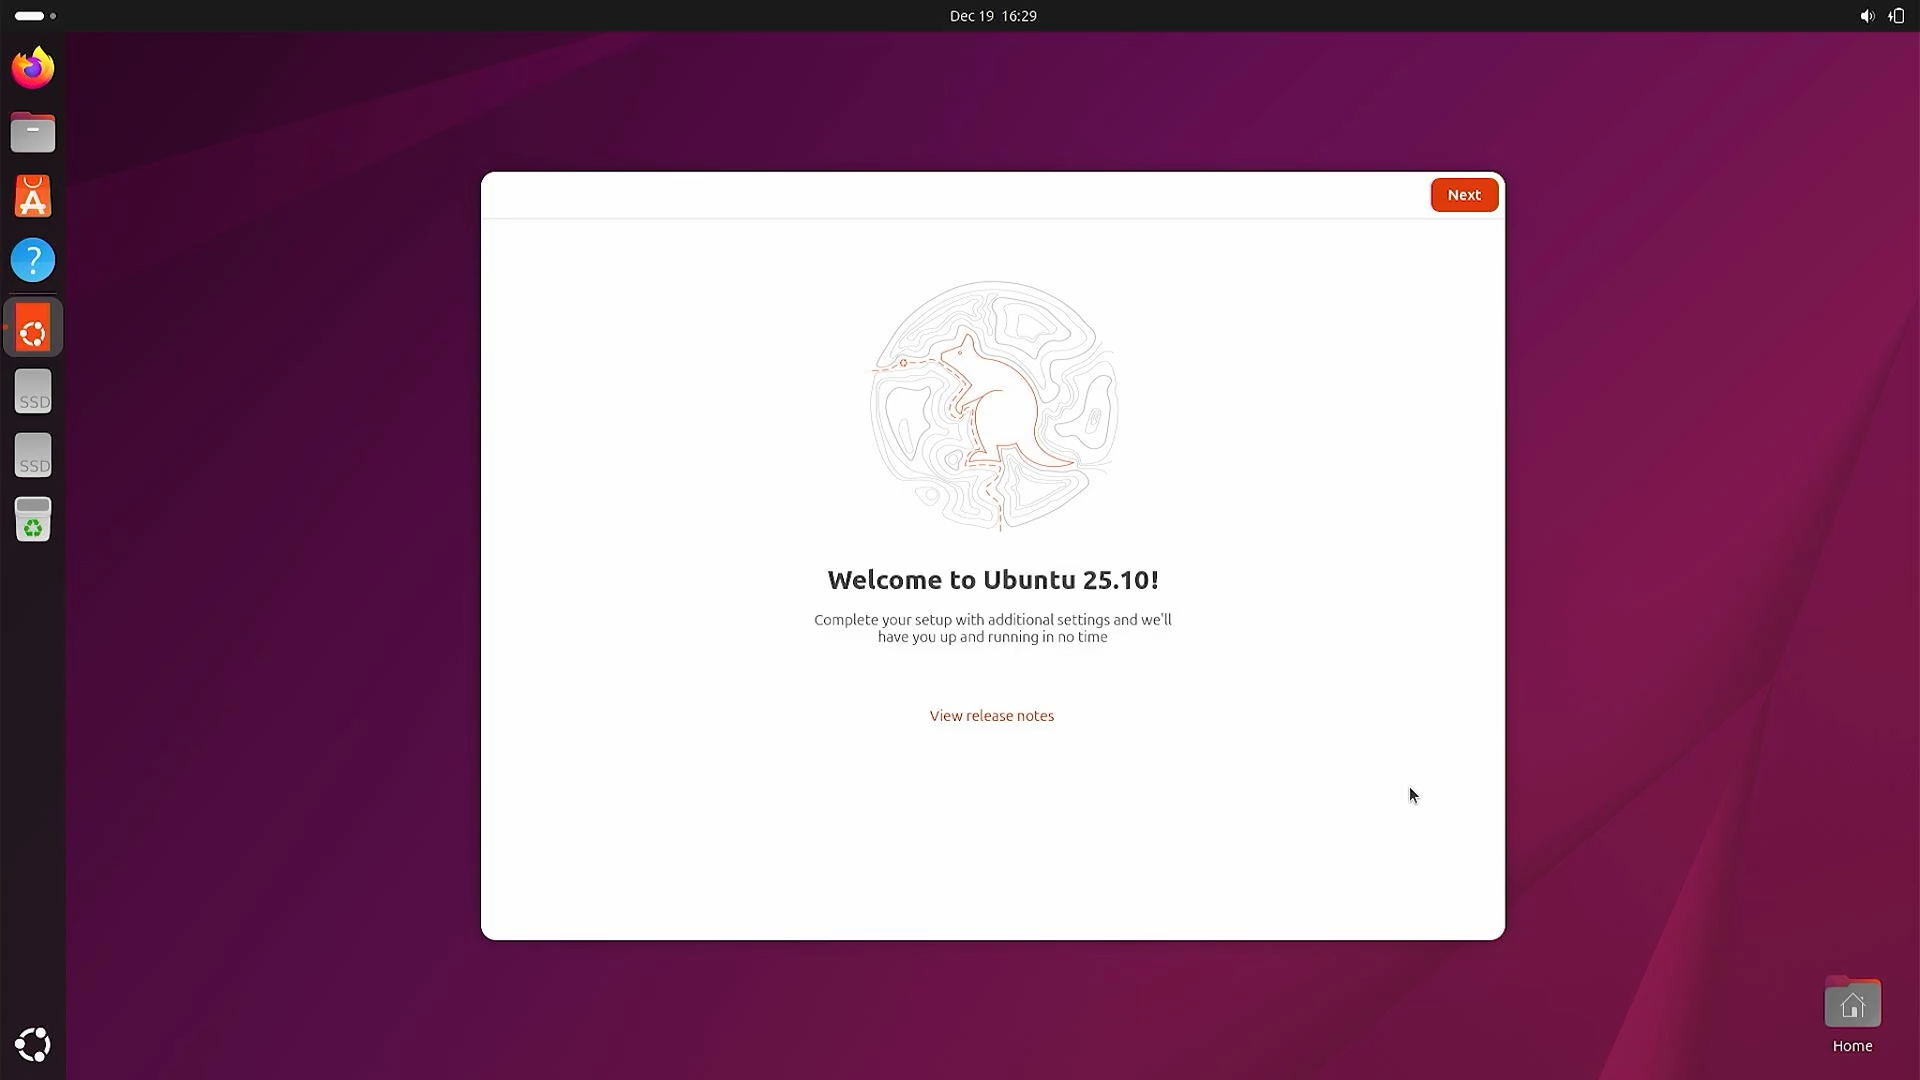 Dec 19 16:29
Next
SSD
SSD
Welcome to Ubuntu 25.10!
Complete your setup with additional settings and we'll
have you up and running in no time
View release notes
Home